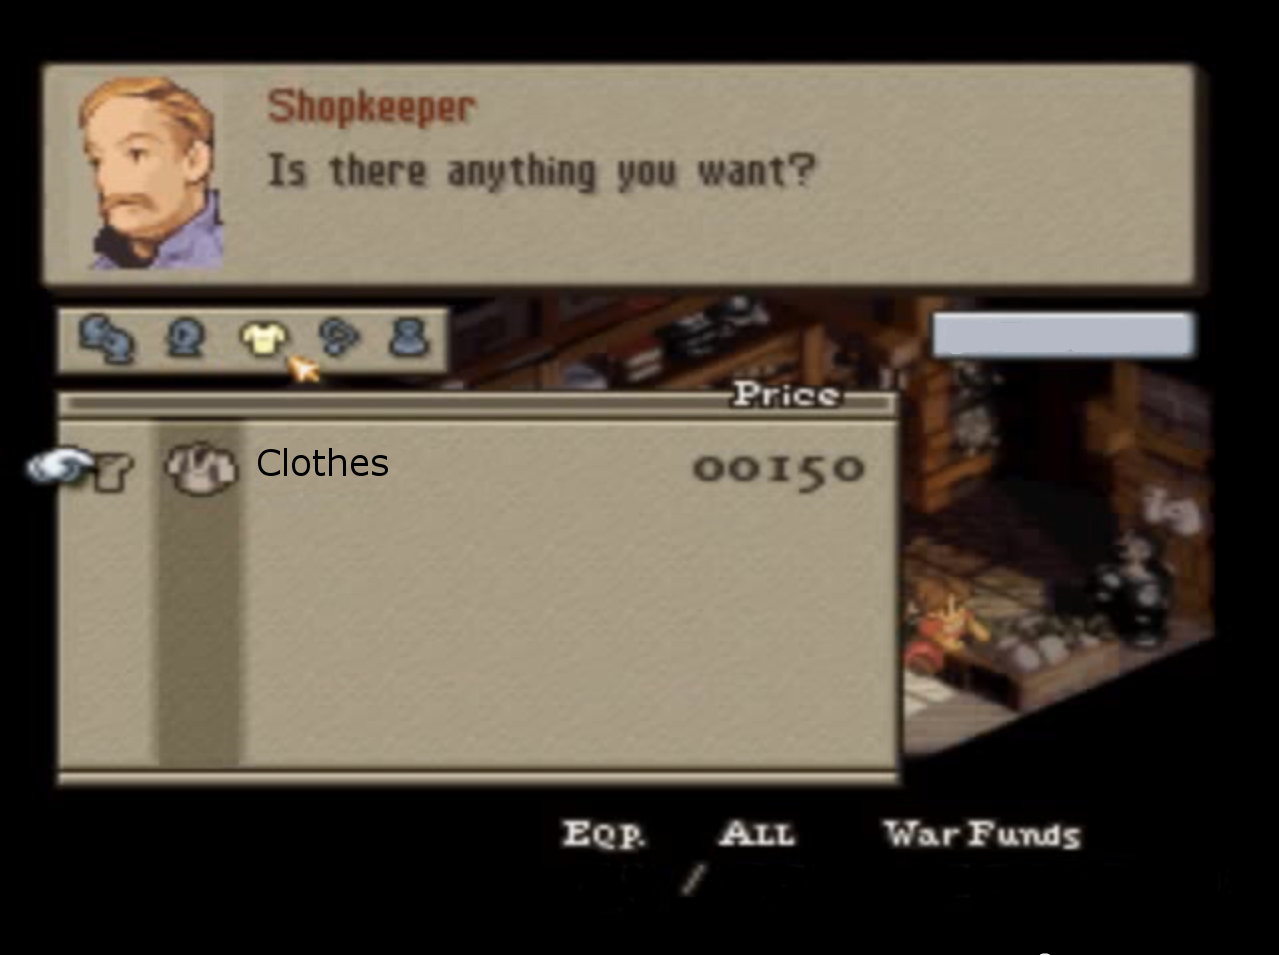 Shopkeeper
Is there anything you want?
Price
Clothes 00150
Eqp. All War Funds
/